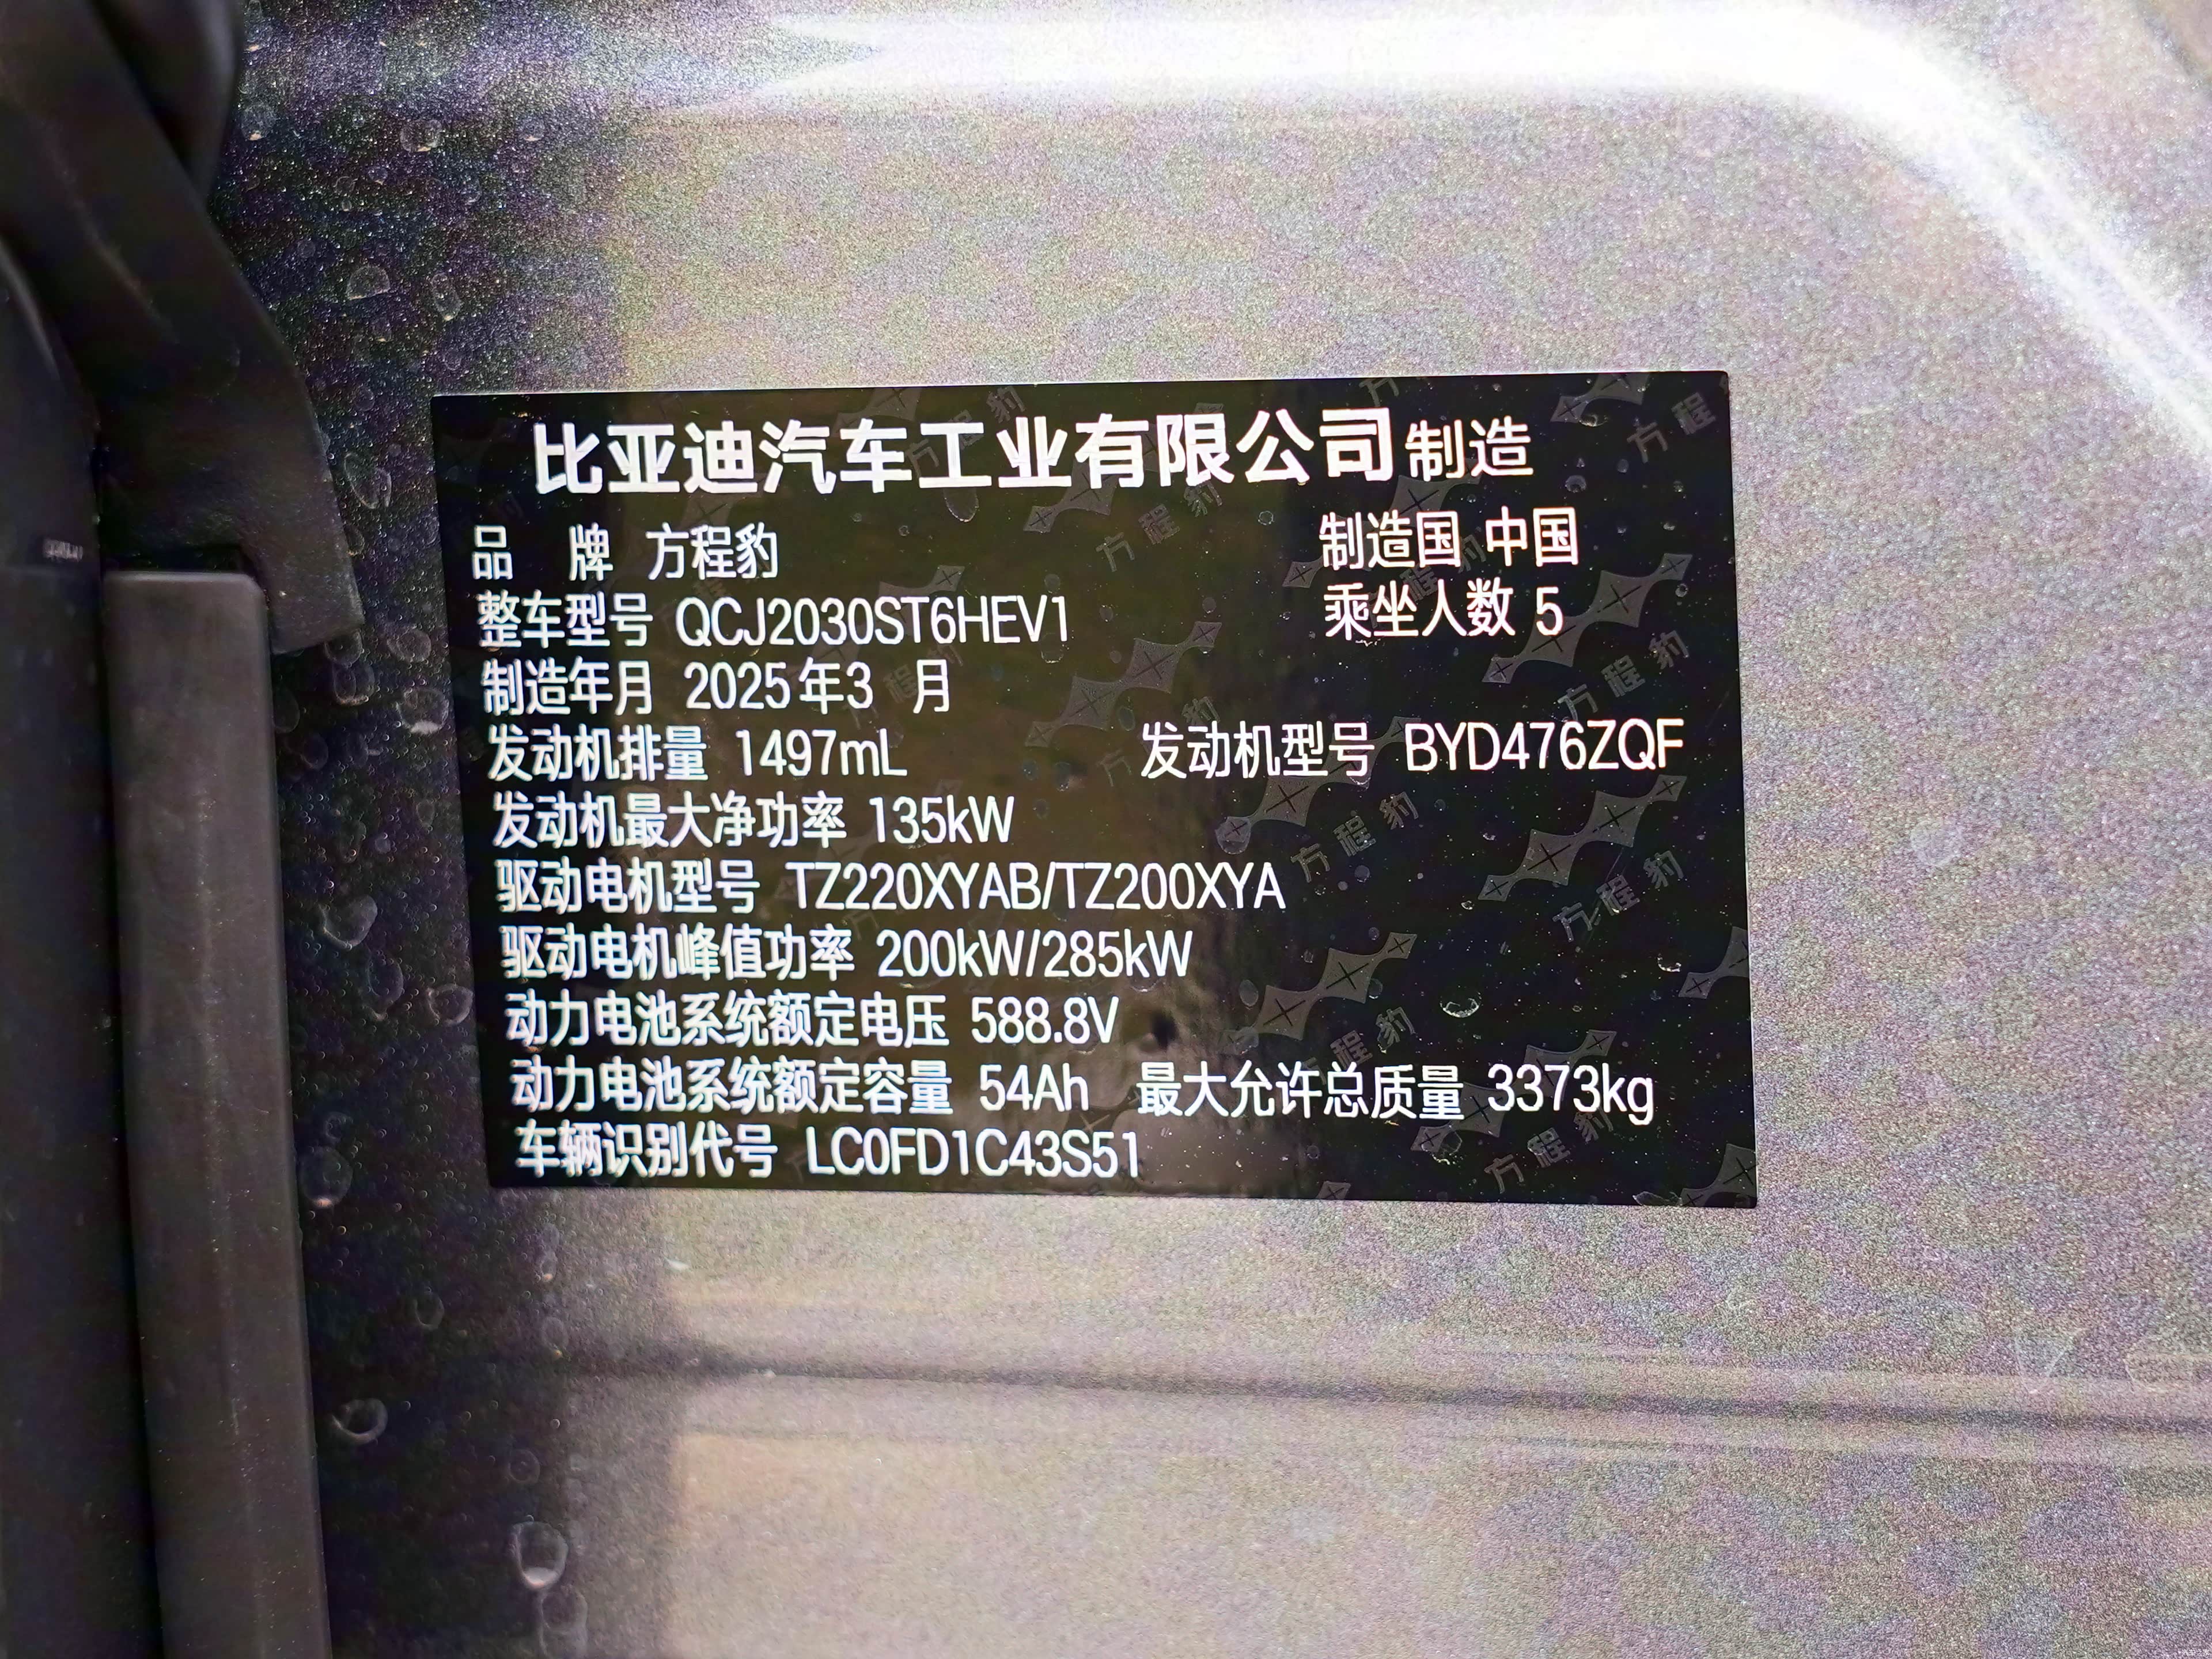 比亚迪汽车工业有限公司制造
品 牌 方程豹 制造国 中国
整车型号 QCJ2030ST6HEV1 乘坐人数 5
制造年月 2025年3 月
发动机排量 1497mL 发动机型号 BYD476ZQF
发动机最大净功率 135kW
驱动电机型号 TZ220XYAB/TZ200XYA
驱动电机峰值功率 200kW/285kW
动力电池系统额定电压 588.8V
动力电池系统额定容量 54Ah 最大允许总质量 3373kg
车辆识别代号 LC0FD1C43S51